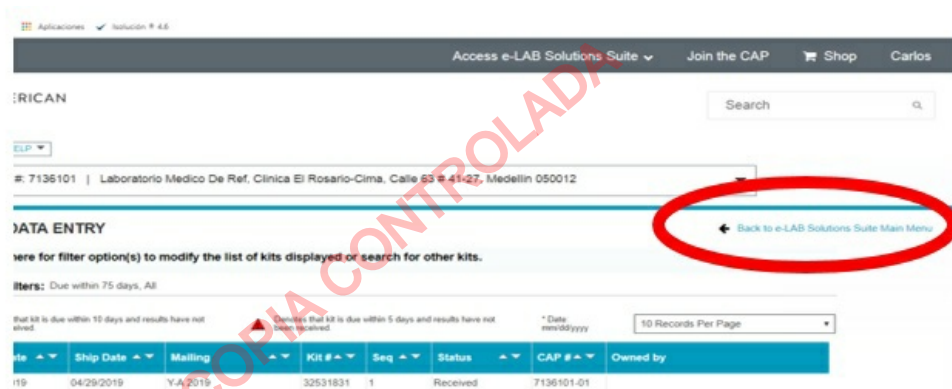 Aplicaciones Isolución ® 4.6
Access e-LAB Solutions Suite Join the CAP Shop Carlos
ERICAN
Search
ELP
#: 7136101 | Laboratorio Medico De Ref, Clinica El Rosario-Cima, Calle 63 # 41-27, Medellin 050012
DATA ENTRY
Back to e-LAB Solutions Suite Main Menu
here for filter option(s) to modify the list of kits displayed or search for other kits.
ilters: Due within 75 days, All
that kit is due within 10 days and results have not
eived.
Denotes that kit is due within 5 days and results have not
been received.
* Date
mm/dd/yyyy
10 Records Per Page
ate Ship Date Mailing Kit # Seq Status CAP # Owned by
019 04/29/2019 Y-A 2019 32531831 1 Received 7136101-01
COPIA CONTROLADA